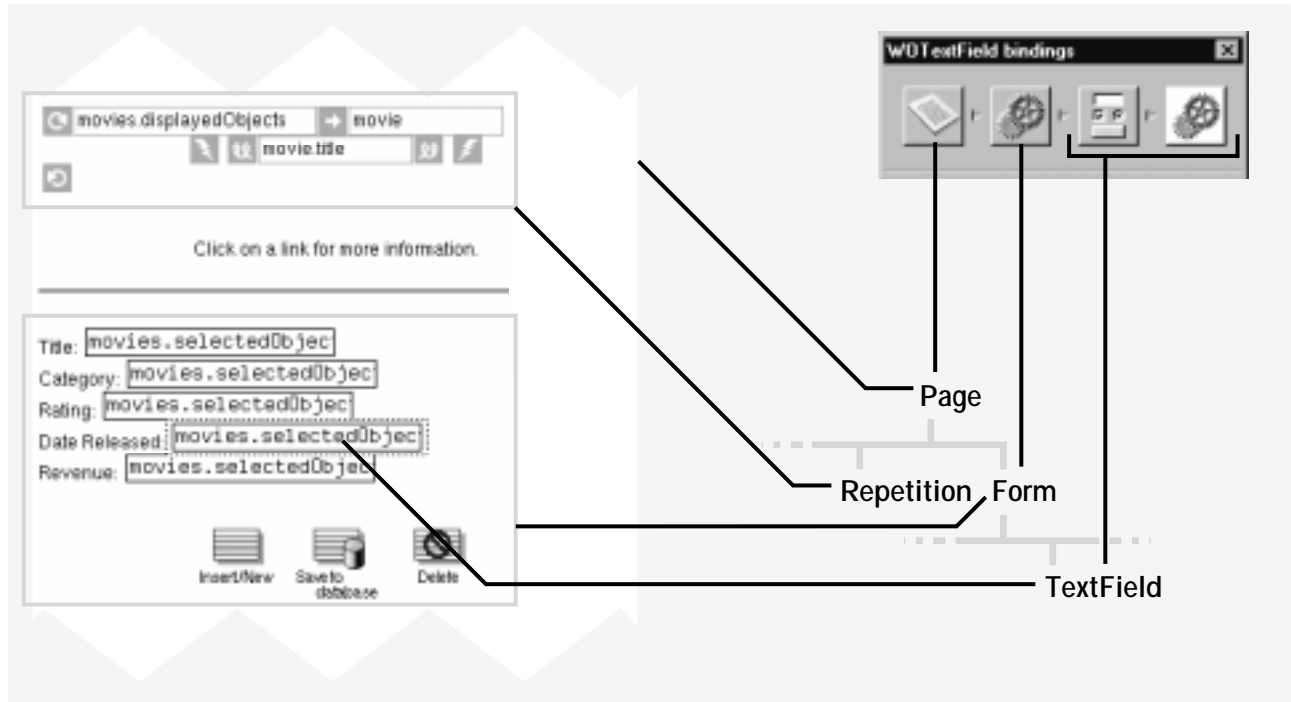 WOTextField bindings
movies.displayedObjects movie
movie.title
Click on a link for more information.
Title: movies.selectedObjec
Category: movies.selectedObjec
Rating: movies.selectedObjec
Date Released: movies.selectedObjec
Revenue: movies.selectedObjec
Insert/New Save to database Delete
Page
Repetition Form
TextField